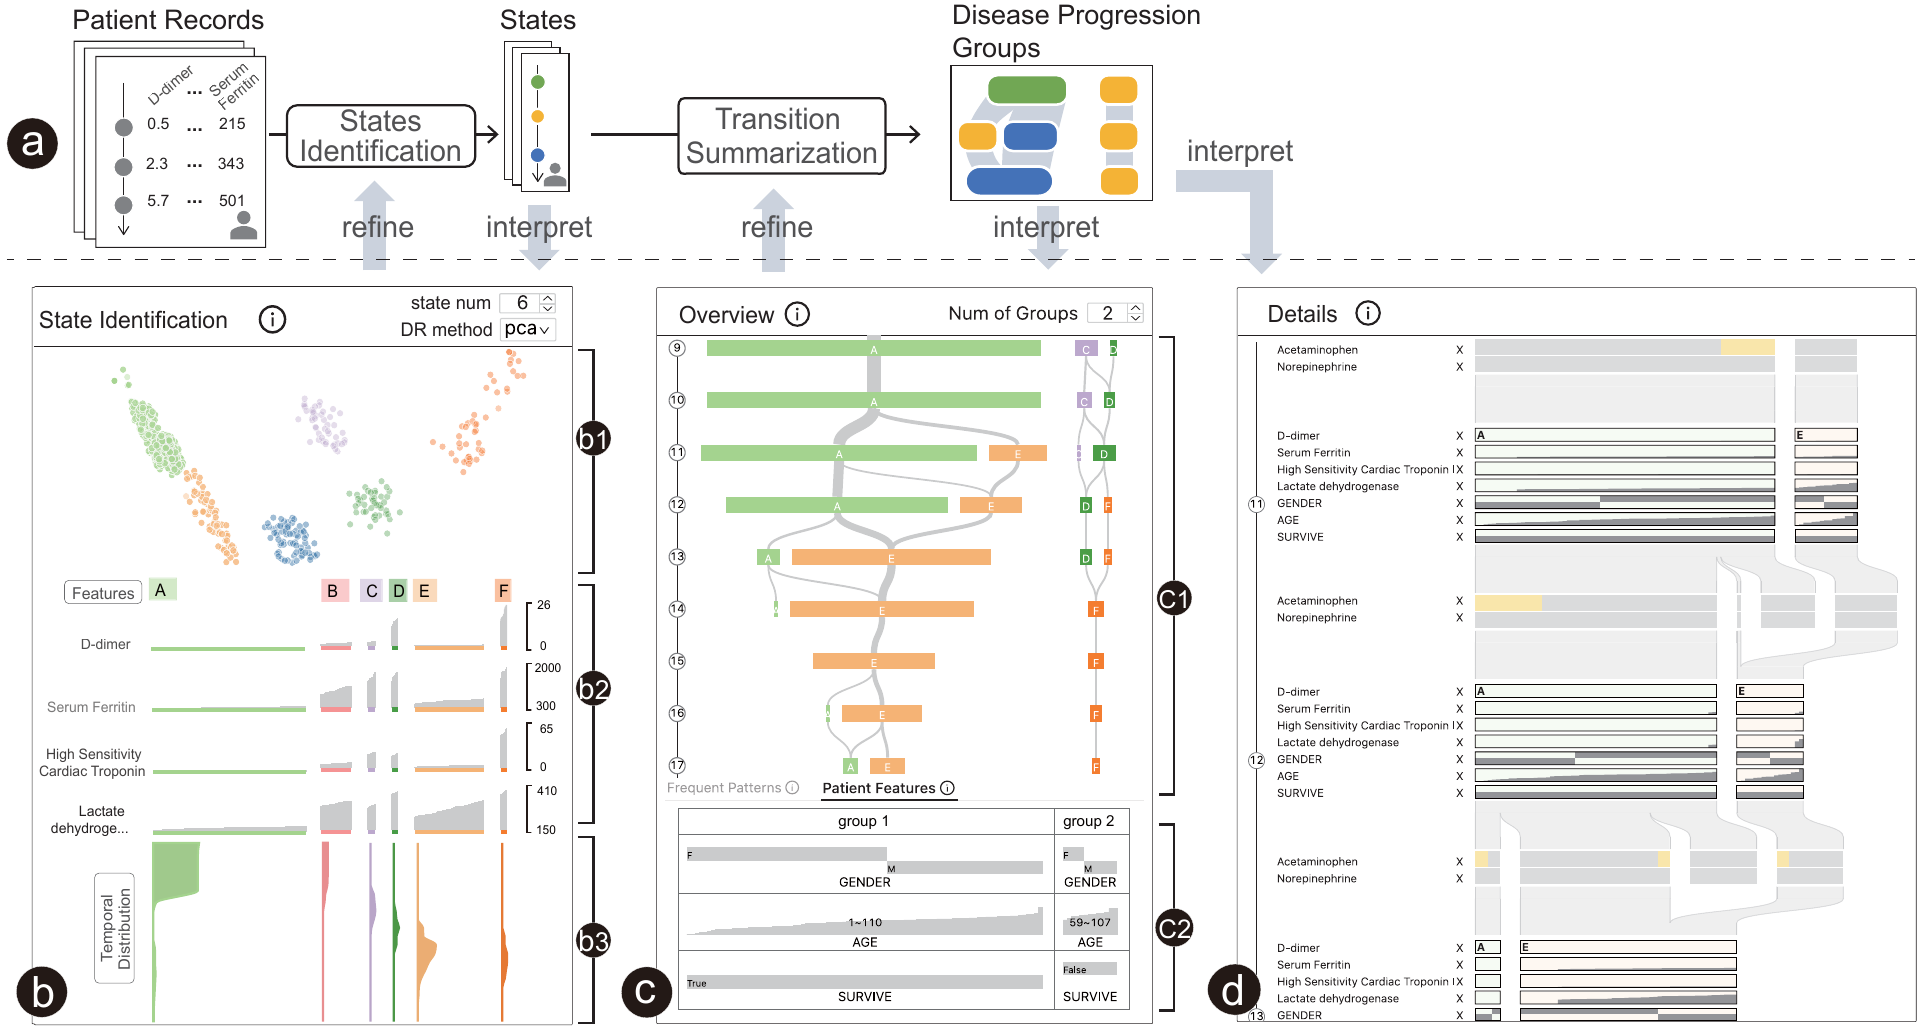 Patient Records
States
Disease Progression
Groups
a
D-dimer ... Serum Ferritin
0.5 ... 215
2.3 ... 343
5.7 ... 501
States
Identification
Transition
Summarization
refine
interpret
refine
interpret
interpret
State Identification
i
state num 6
DR method pca
b1
Features
A
B
C
D
E
F
D-dimer
26
0
Serum Ferritin
2000
300
High Sensitivity
Cardiac Troponin
65
0
Lactate
dehydroge...
410
150
b2
Temporal
Distribution
b3
b
Overview
i
Num of Groups 2
9 A C D
10 A C D
11 A E D
12 A E D F
13 A E D F
14 E F
15 E F
16 E F
17 A E F
C1
Frequent Patterns i
Patient Features i
group 1 group 2
F M
GENDER
F M
GENDER
1~110
AGE
59~107
AGE
True
SURVIVE
False
SURVIVE
C2
c
Details
i
Acetaminophen X
Norepinephrine X
D-dimer X A E
Serum Ferritin X
High Sensitivity Cardiac Troponin I X
Lactate dehydrogenase X
11 GENDER X
AGE X
SURVIVE X
Acetaminophen X
Norepinephrine X
D-dimer X A E
Serum Ferritin X
High Sensitivity Cardiac Troponin I X
Lactate dehydrogenase X
12 GENDER X
AGE X
SURVIVE X
Acetaminophen X
Norepinephrine X
D-dimer X A E
Serum Ferritin X
High Sensitivity Cardiac Troponin I X
Lactate dehydrogenase X
13 GENDER X
d